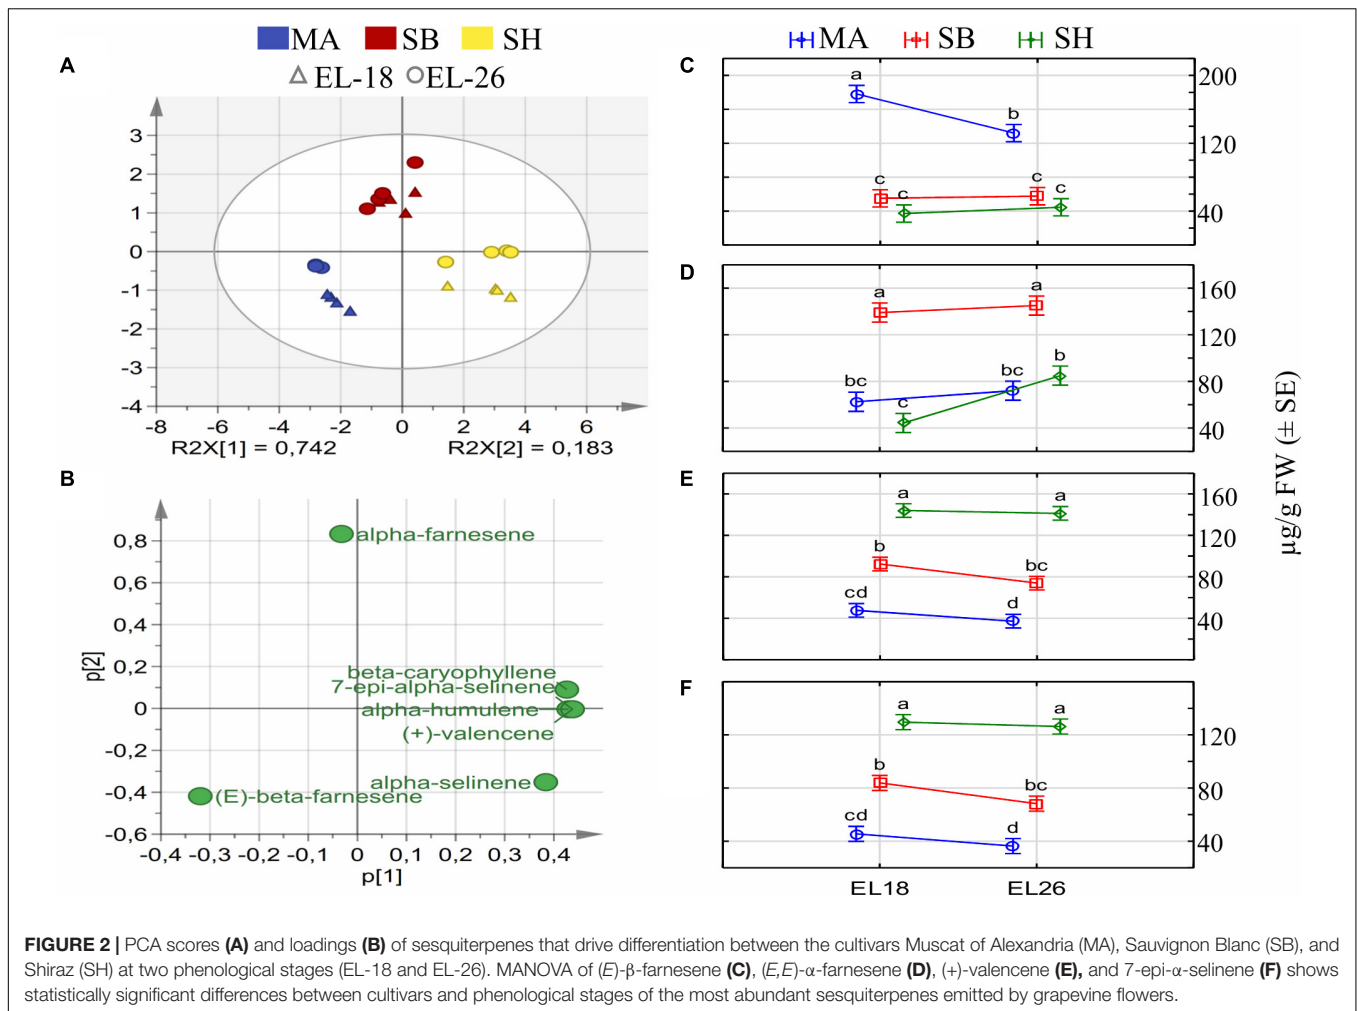 MA SB SH
EL-18 EL-26
A
3
2
1
0
-1
-2
-3
-4
-8 -6 -4 -2 0 2 4 6
R2X[1] = 0,742 R2X[2] = 0,183
B
p[2]
0,8
0,6
0,4
0,2
0
-0,2
-0,4
-0,6
alpha-farnesene
beta-caryophyllene
7-epi-alpha-selinene
alpha-humulene
(+)-valencene
alpha-selinene
(E)-beta-farnesene
-0,4 -0,3 -0,2 -0,1 0 0,1 0,2 0,3 0,4
p[1]
MA SB SH
C
a
b
c c
c c
200
120
40
D
a a
bc bc b
c
160
120
80
40
E
a a
b bc
cd d
160
120
80
40
F
a a
b bc
cd d
120
80
40
EL18 EL26
µg/g FW (± SE)
FIGURE 2 | PCA scores (A) and loadings (B) of sesquiterpenes that drive differentiation between the cultivars Muscat of Alexandria (MA), Sauvignon Blanc (SB), and
Shiraz (SH) at two phenological stages (EL-18 and EL-26). MANOVA of (E)-β-farnesene (C), (E,E)-α-farnesene (D), (+)-valencene (E), and 7-epi-α-selinene (F) shows
statistically significant differences between cultivars and phenological stages of the most abundant sesquiterpenes emitted by grapevine flowers.